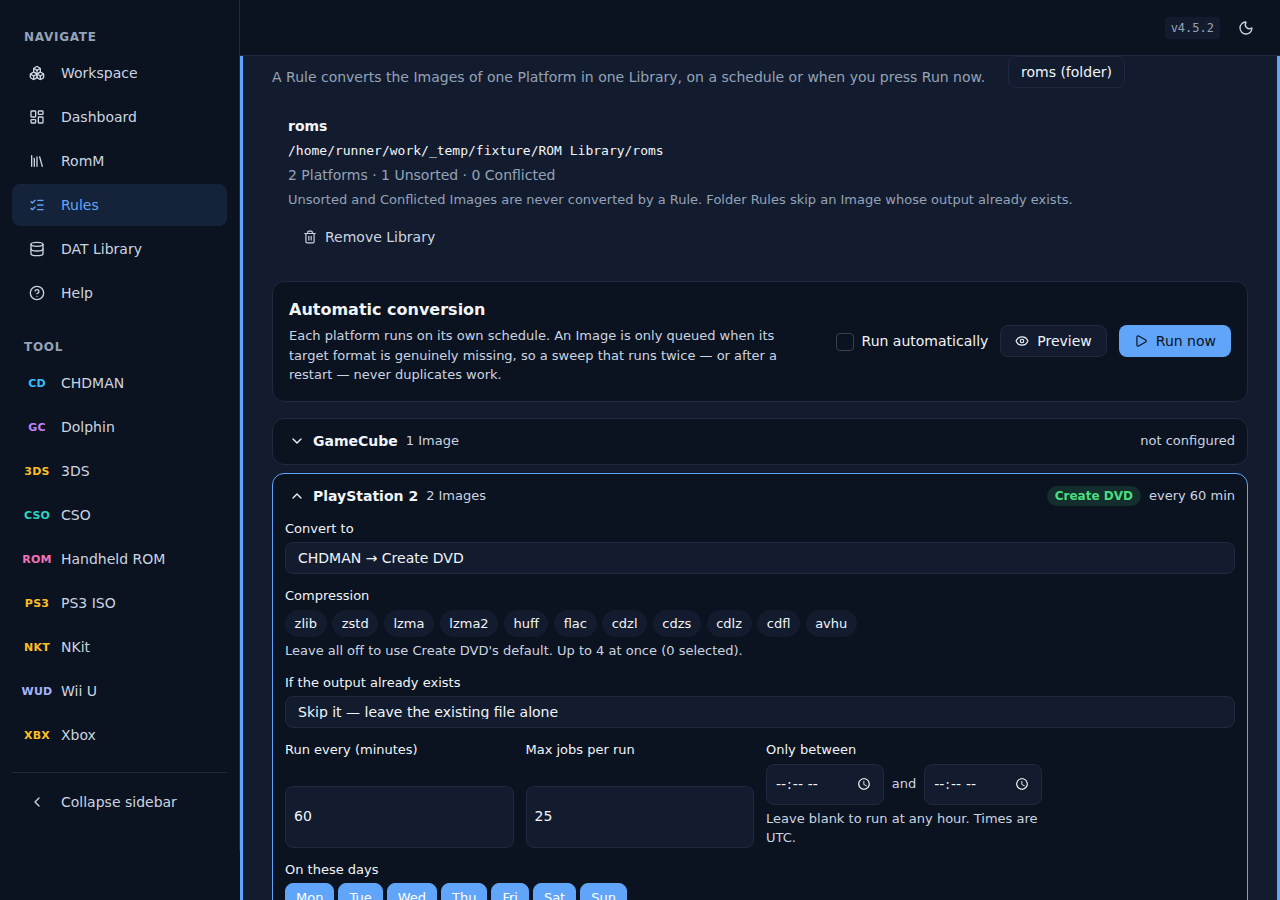 NAVIGATE
Workspace
Dashboard
RomM
Rules
DAT Library
Help
TOOL
CD CHDMAN
GC Dolphin
3DS 3DS
CSO CSO
ROM Handheld ROM
PS3 PS3 ISO
NKT NKit
WUD Wii U
XBX Xbox
Collapse sidebar
v4.5.2
A Rule converts the Images of one Platform in one Library, on a schedule or when you press Run now.
roms (folder)
roms
/home/runner/work/_temp/fixture/ROM Library/roms
2 Platforms · 1 Unsorted · 0 Conflicted
Unsorted and Conflicted Images are never converted by a Rule. Folder Rules skip an Image whose output already exists.
Remove Library
Automatic conversion
Each platform runs on its own schedule. An Image is only queued when its
target format is genuinely missing, so a sweep that runs twice — or after a
restart — never duplicates work.
Run automatically
Preview
Run now
GameCube 1 Image
not configured
PlayStation 2 2 Images
Create DVD every 60 min
Convert to
CHDMAN → Create DVD
Compression
zlib zstd lzma lzma2 huff flac cdzl cdzs cdlz cdfl avhu
Leave all off to use Create DVD's default. Up to 4 at once (0 selected).
If the output already exists
Skip it — leave the existing file alone
Run every (minutes)
60
Max jobs per run
25
Only between
--:-- -- and --:-- --
Leave blank to run at any hour. Times are
UTC.
On these days
Mon Tue Wed Thu Fri Sat Sun